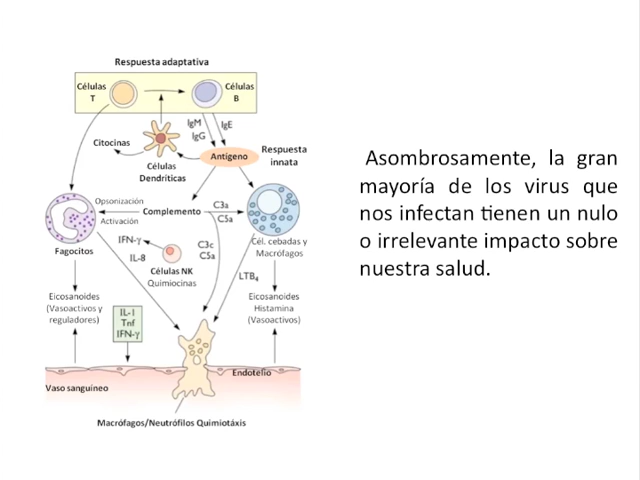 Respuesta adaptativa
Células
T
Células
B
IgM
IgE
IgG
Citocinas
Células
Dendríticas
Antígeno
Respuesta
innata
Opsonización
Complemento
C3a
C5a
Activación
IFN-γ
IL-8
C3c
C5a
Cél. cebadas y
Macrófagos
Fagocitos
Células NK
Quimiocinas
LTB4
Eicosanoides
(Vasoactivos y
reguladores)
IL-1
Tnf
IFN-γ
Eicosanoides
Histamina
(Vasoactivos)
Endotelio
Vaso sanguíneo
Macrófagos/Neutrófilos Quimiotáxis
Asombrosamente, la gran
mayoría de los virus que
nos infectan tienen un nulo
o irrelevante impacto sobre
nuestra salud.